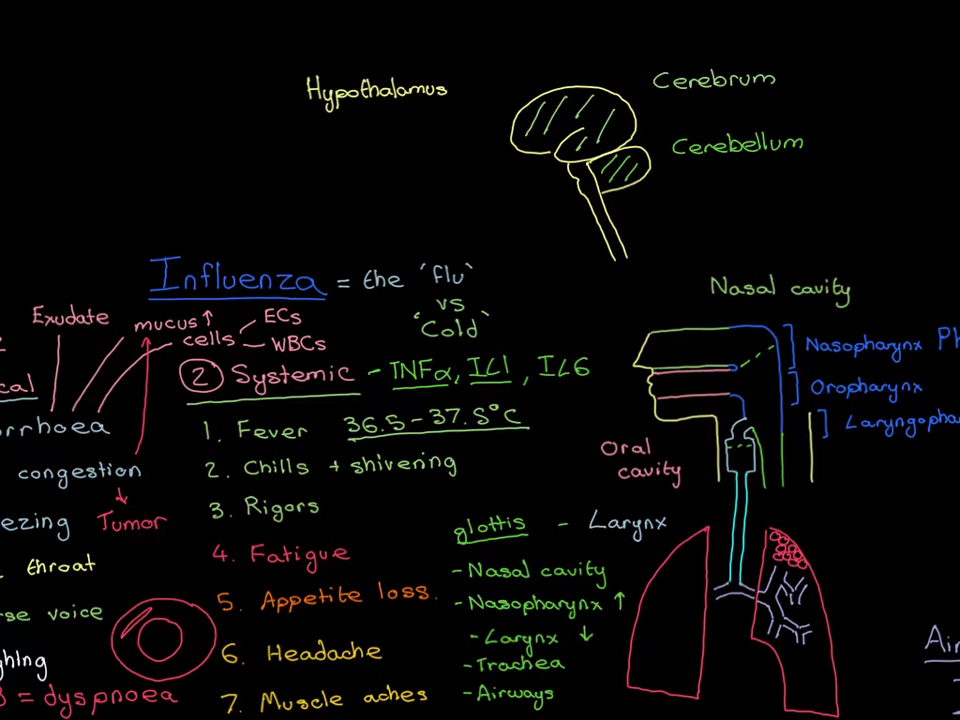 Hypothalamus
Cerebrum
Cerebellum
Influenza = the 'flu'
vs
'Cold'
Exudate
mucus↑
cells
ECs
WBCs
② Systemic - TNFα, IL1, IL6
1. Fever 36.5-37.5°C
2. Chills + shivering
3. Rigors
4. Fatigue
5. Appetite loss.
6. Headache
7. Muscle aches
congestion
↓
Tumor
throat
voice
= dyspnoea
glottis - Larynx
- Nasal cavity
- Nasopharynx ↑
- Larynx ↓
- Trachea
- Airways
Nasal cavity
Nasopharynx
Oropharynx
Oral
cavity